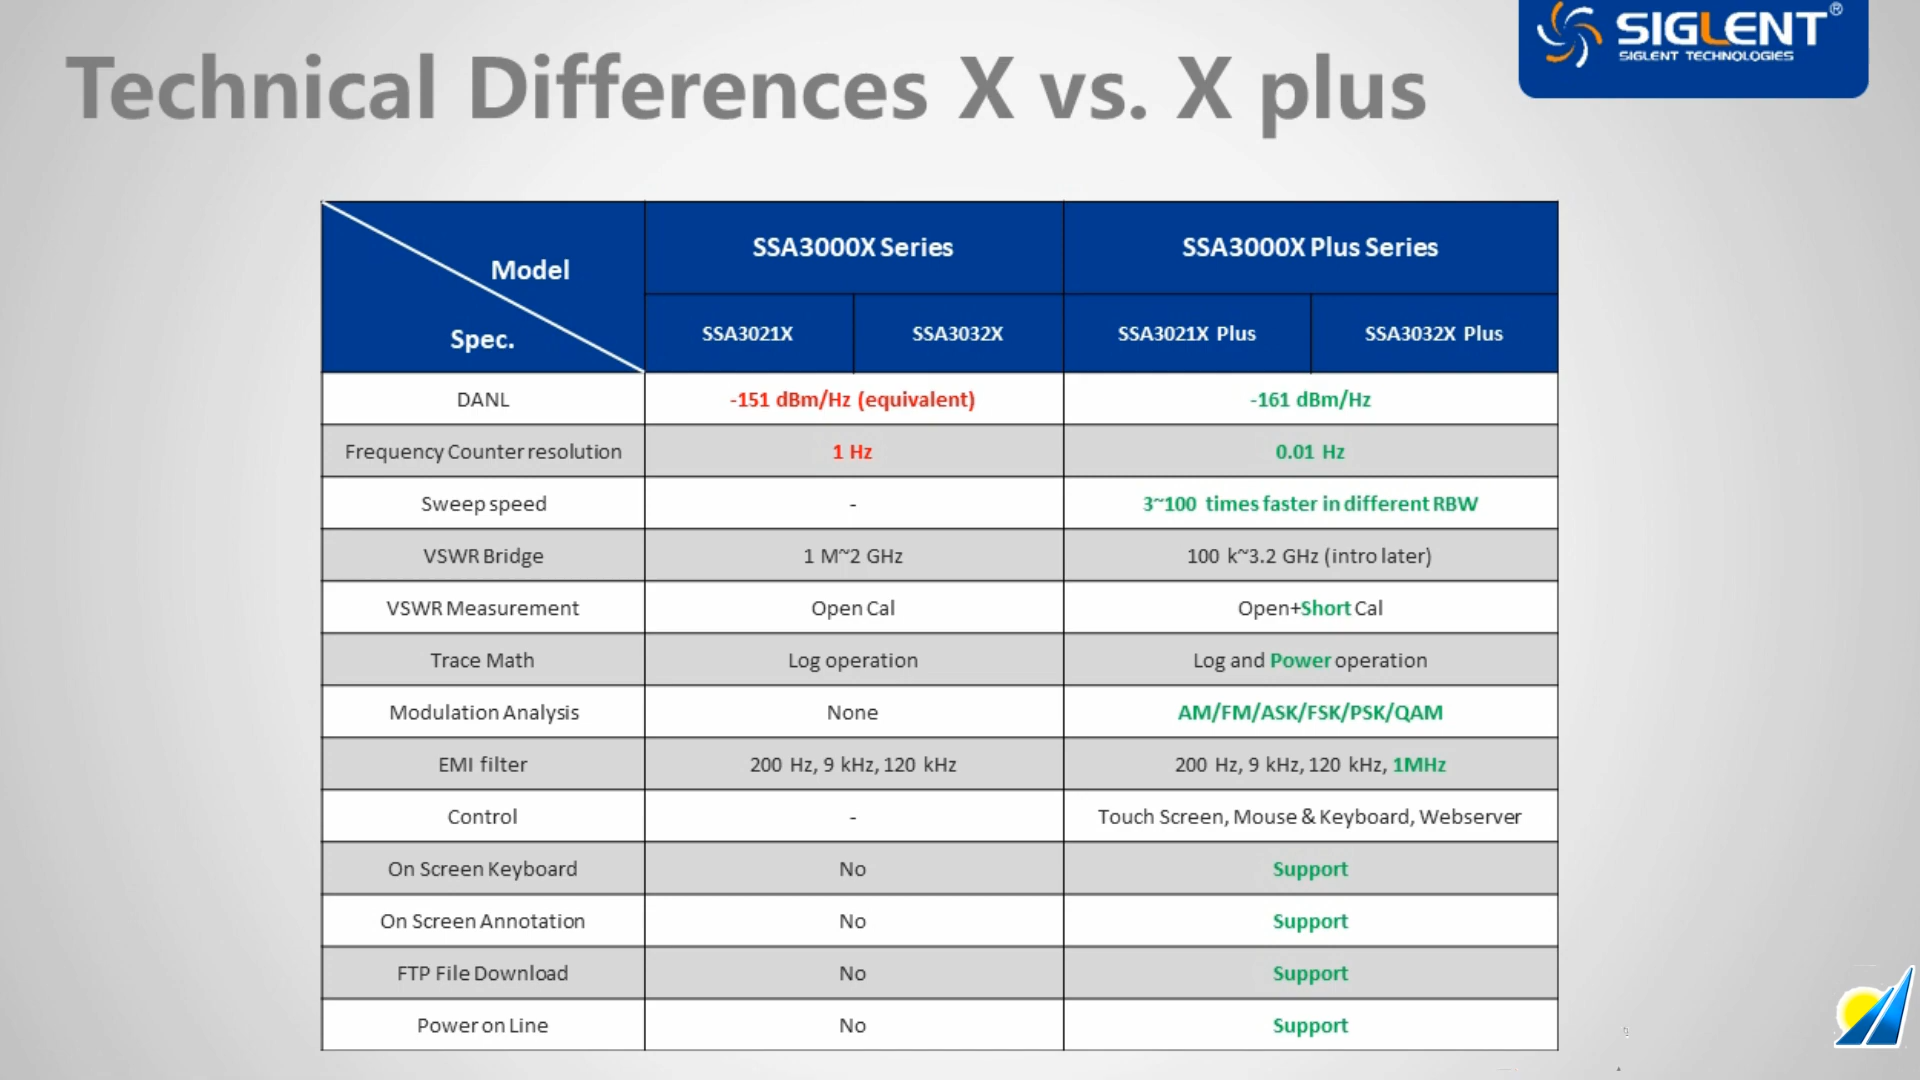 SIGLENT®
SIGLENT TECHNOLOGIES
Technical Differences X vs. X plus
Model
Spec.
SSA3000X Series
SSA3000X Plus Series
SSA3021X
SSA3032X
SSA3021X Plus
SSA3032X Plus
DANL
-151 dBm/Hz (equivalent)
-161 dBm/Hz
Frequency Counter resolution
1 Hz
0.01 Hz
Sweep speed
-
3~100 times faster in different RBW
VSWR Bridge
1 M~2 GHz
100 k~3.2 GHz (intro later)
VSWR Measurement
Open Cal
Open+Short Cal
Trace Math
Log operation
Log and Power operation
Modulation Analysis
None
AM/FM/ASK/FSK/PSK/QAM
EMI filter
200 Hz, 9 kHz, 120 kHz
200 Hz, 9 kHz, 120 kHz, 1MHz
Control
-
Touch Screen, Mouse & Keyboard, Webserver
On Screen Keyboard
No
Support
On Screen Annotation
No
Support
FTP File Download
No
Support
Power on Line
No
Support